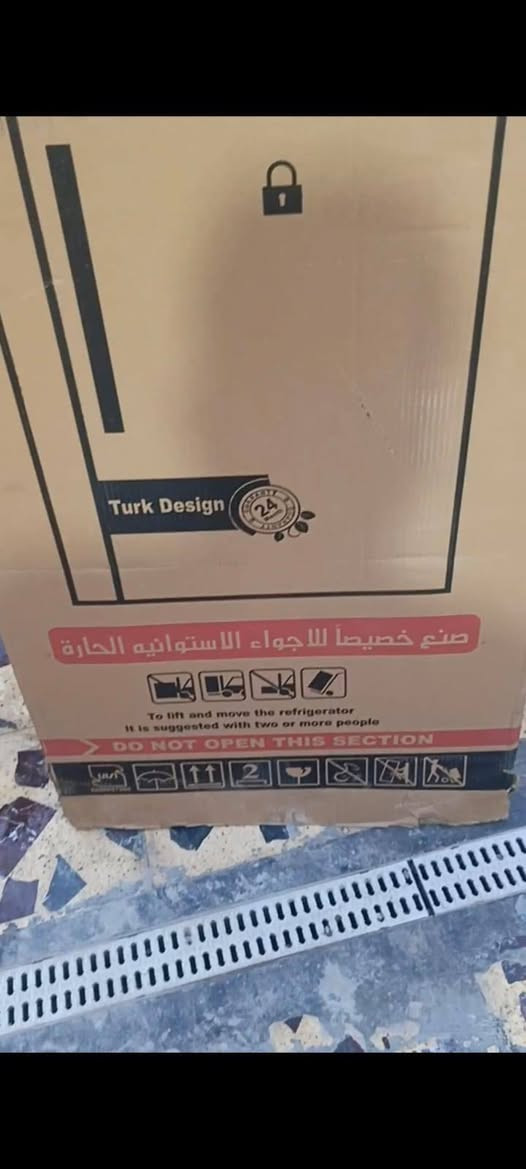 Turk Design
24
صنع خصيصاً للاجواء الاستوانيه الحارة
To lift and move the refrigerator
It is suggested with two or more people
DO NOT OPEN THIS SECTION
2